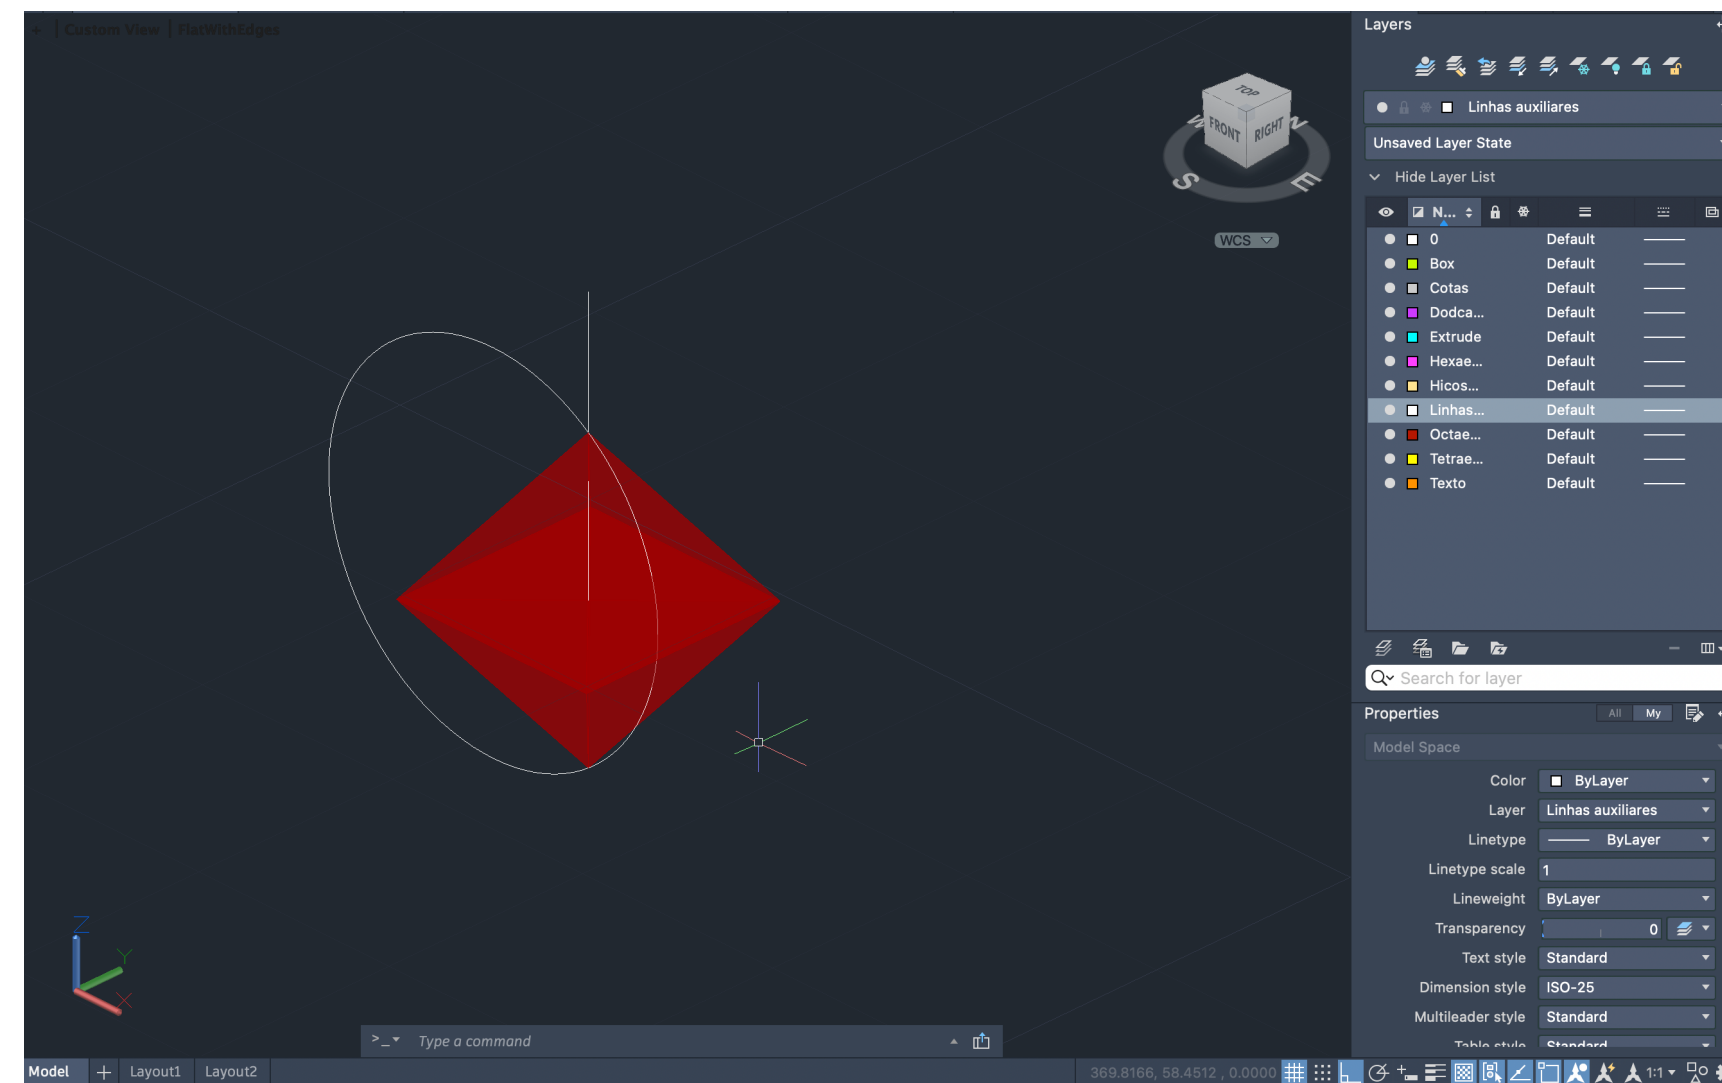 + | Custom View | FlatWithEdges
Layers
TOP
FRONT
RIGHT
W
N
S
E
WCS
Linhas auxiliares
Unsaved Layer State
Hide Layer List
N...
0 Default
Box Default
Cotas Default
Dodca... Default
Extrude Default
Hexae... Default
Hicos... Default
Linhas... Default
Octae... Default
Tetrae... Default
Texto Default
Search for layer
Properties All My
Model Space
Color ByLayer
Layer Linhas auxiliares
Linetype ByLayer
Linetype scale 1
Lineweight ByLayer
Transparency 0
Text style Standard
Dimension style ISO-25
Multileader style Standard
Table style Standard
Z
Y
X
>_ Type a command
Model + Layout1 Layout2
369.8166, 58.4512 , 0.0000
1:1